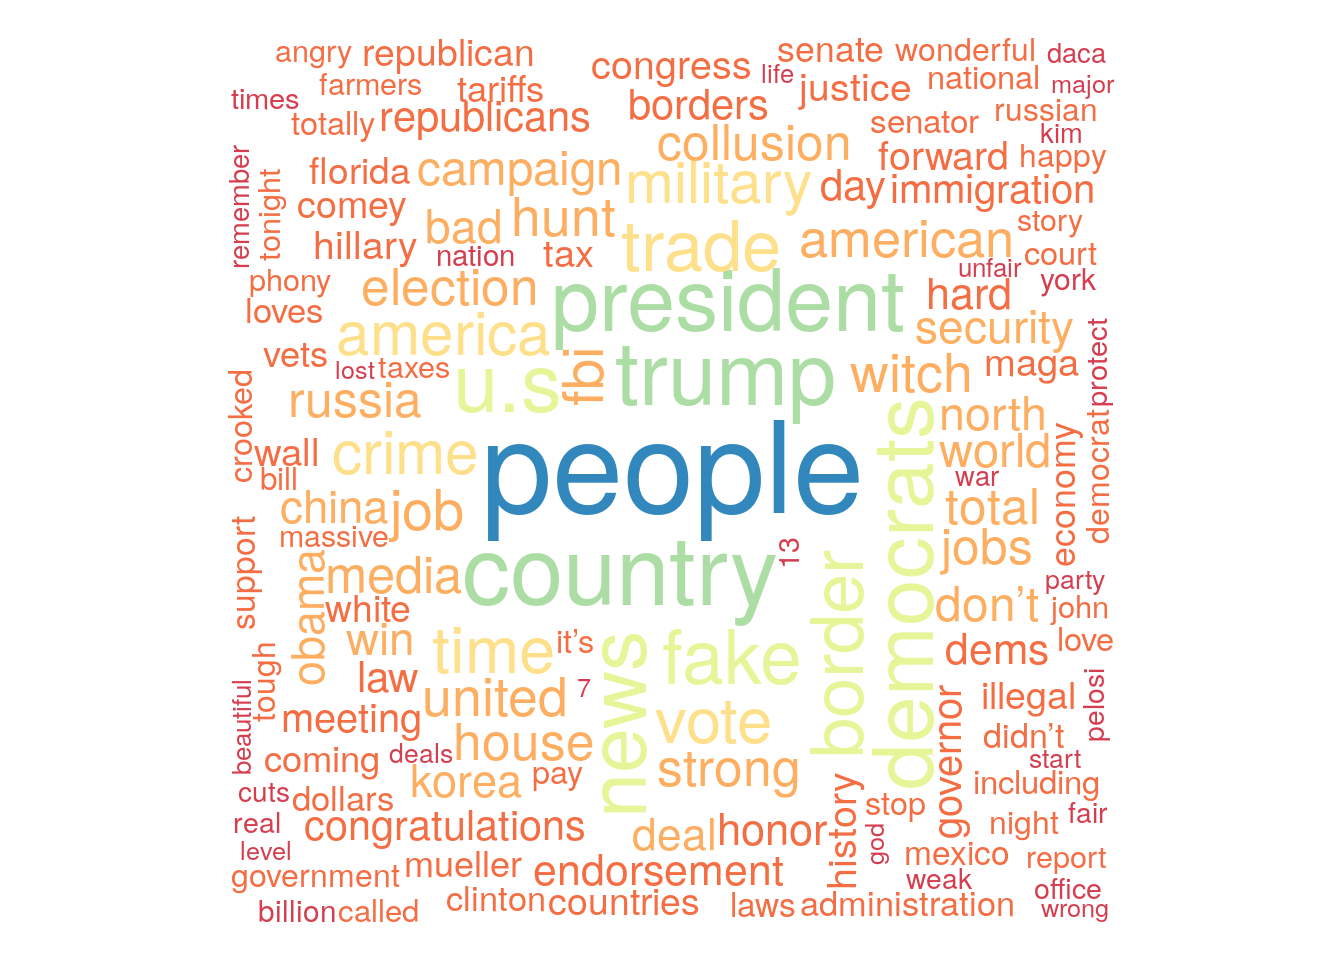 angry republican congress senate wonderful daca
farmers tariffs life justice national major
times totally republicans borders senator russian
collusion forward kim happy
remember tonight florida campaign military day immigration
comey bad hunt trade american story
hillary nation tax court
phony election president unfair york
loves america hard security
vets lost taxes u.s fbi trump witch maga protect
crooked russia democrats north democrat
wall crime people world economy
bill war
china job total
support massive country 13 jobs
obama media border party
white don't john
win time it's news fake dems love
tough law united 7 illegal pelosi
beautiful meeting vote governor didn't
coming deals house strong start
cuts dollars korea pay history stop including
real congratulations deal honor god night fair
level mueller mexico report
government endorsement weak office
billion called clinton countries laws administration wrong